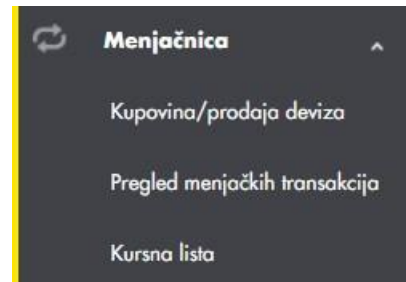 Menjačnica
Kupovina/prodaja deviza
Pregled menjačkih transakcija
Kursna lista